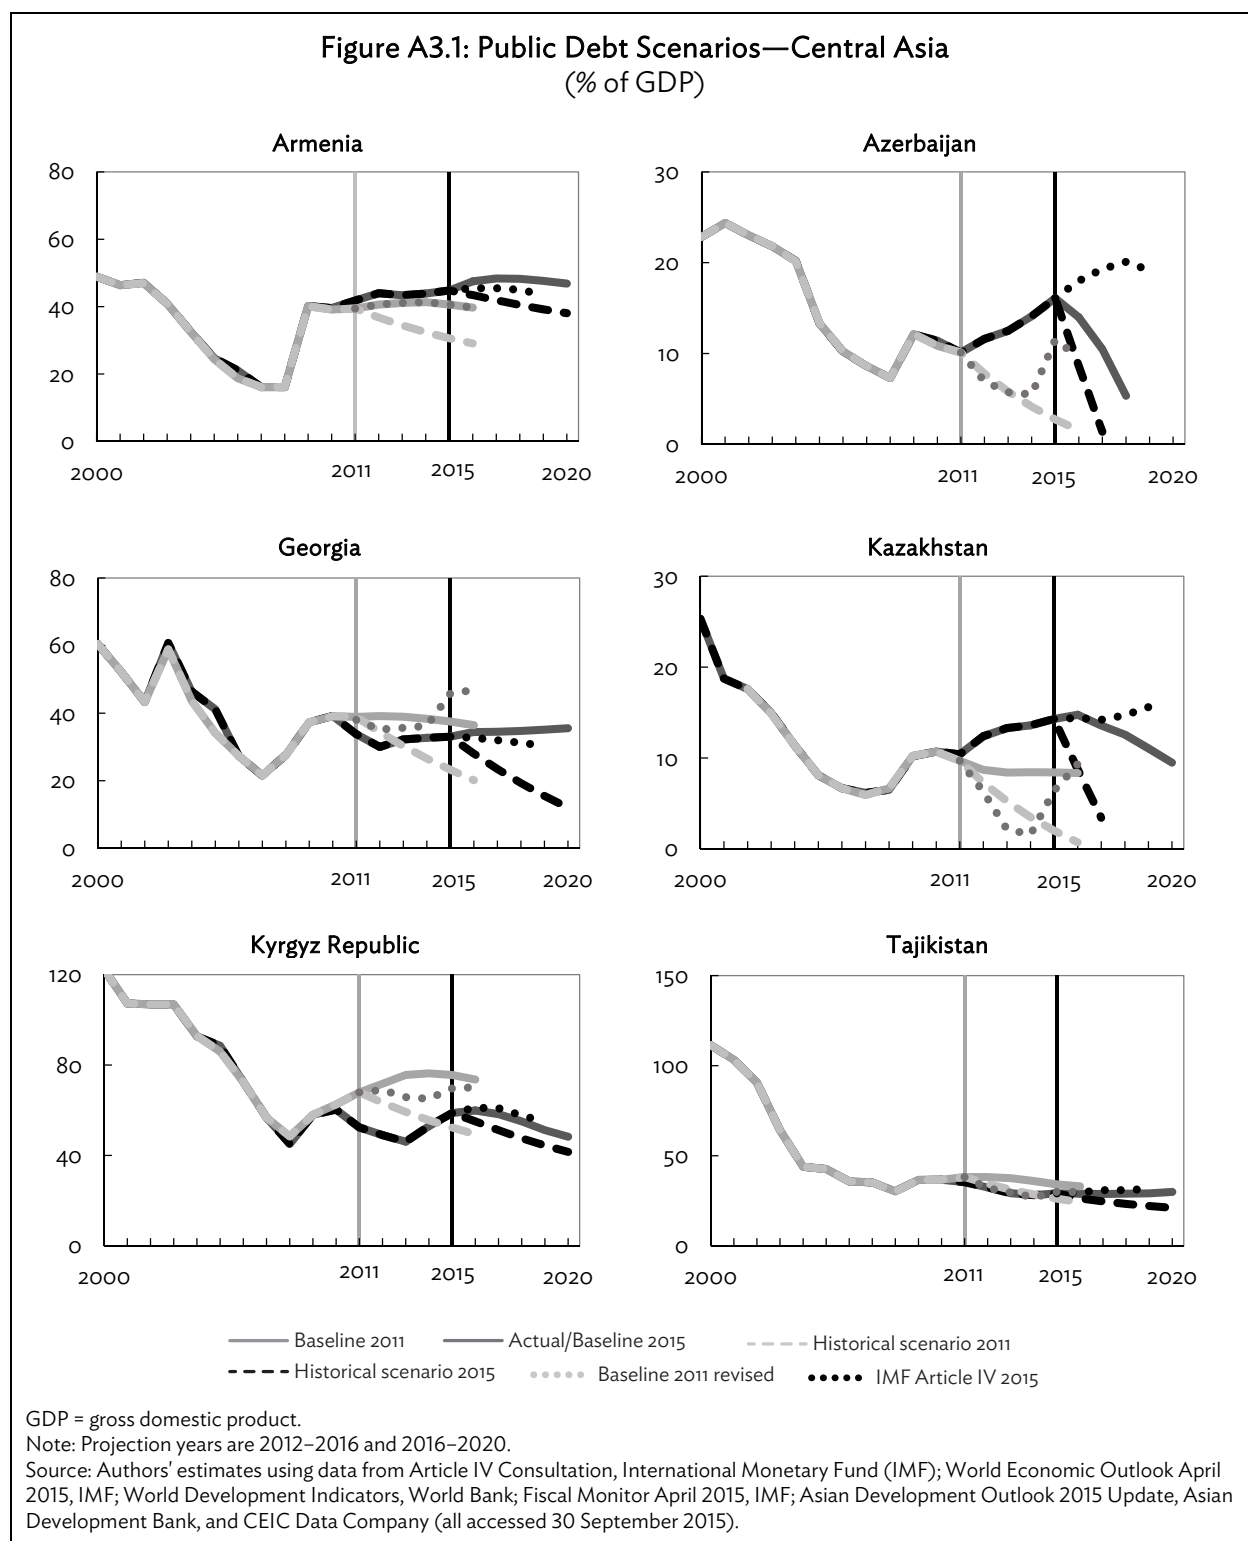 Figure A3.1: Public Debt Scenarios—Central Asia
(% of GDP)
Armenia
80
60
40
20
0
2000 2011 2015 2020
Azerbaijan
30
20
10
0
2000 2011 2015 2020
Georgia
80
60
40
20
0
2000 2011 2015 2020
Kazakhstan
30
20
10
0
2000 2011 2015 2020
Kyrgyz Republic
120
80
40
0
2000 2011 2015 2020
Tajikistan
150
100
50
0
2000 2011 2015 2020
Baseline 2011 Actual/Baseline 2015 Historical scenario 2011
Historical scenario 2015 Baseline 2011 revised IMF Article IV 2015
GDP = gross domestic product.
Note: Projection years are 2012–2016 and 2016–2020.
Source: Authors' estimates using data from Article IV Consultation, International Monetary Fund (IMF); World Economic Outlook April
2015, IMF; World Development Indicators, World Bank; Fiscal Monitor April 2015, IMF; Asian Development Outlook 2015 Update, Asian
Development Bank, and CEIC Data Company (all accessed 30 September 2015).